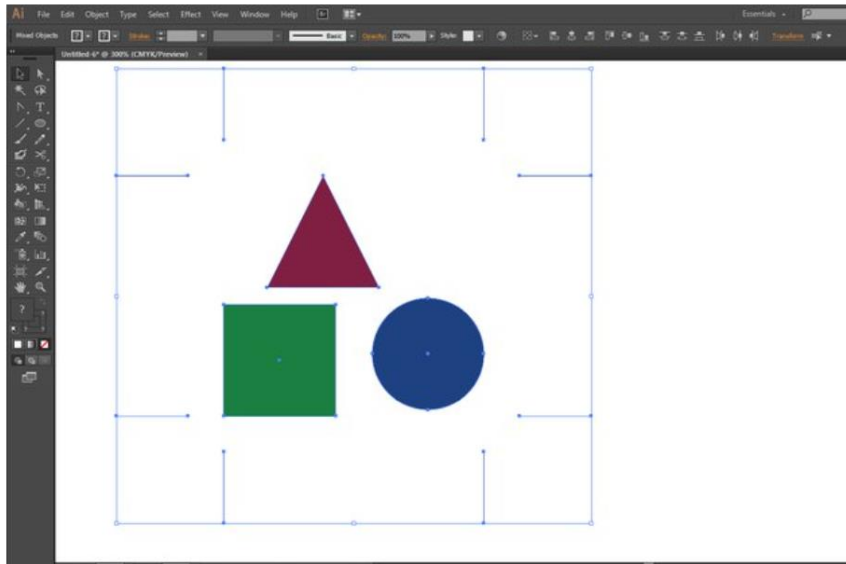 Ai File Edit Object Type Select Effect View Window Help Br Essentials
Mixed Objects ? ? Stroke: Basic Opacity: 100% Style: Transform
Untitled-6* @ 300% (CMYK/Preview) ×
T
?